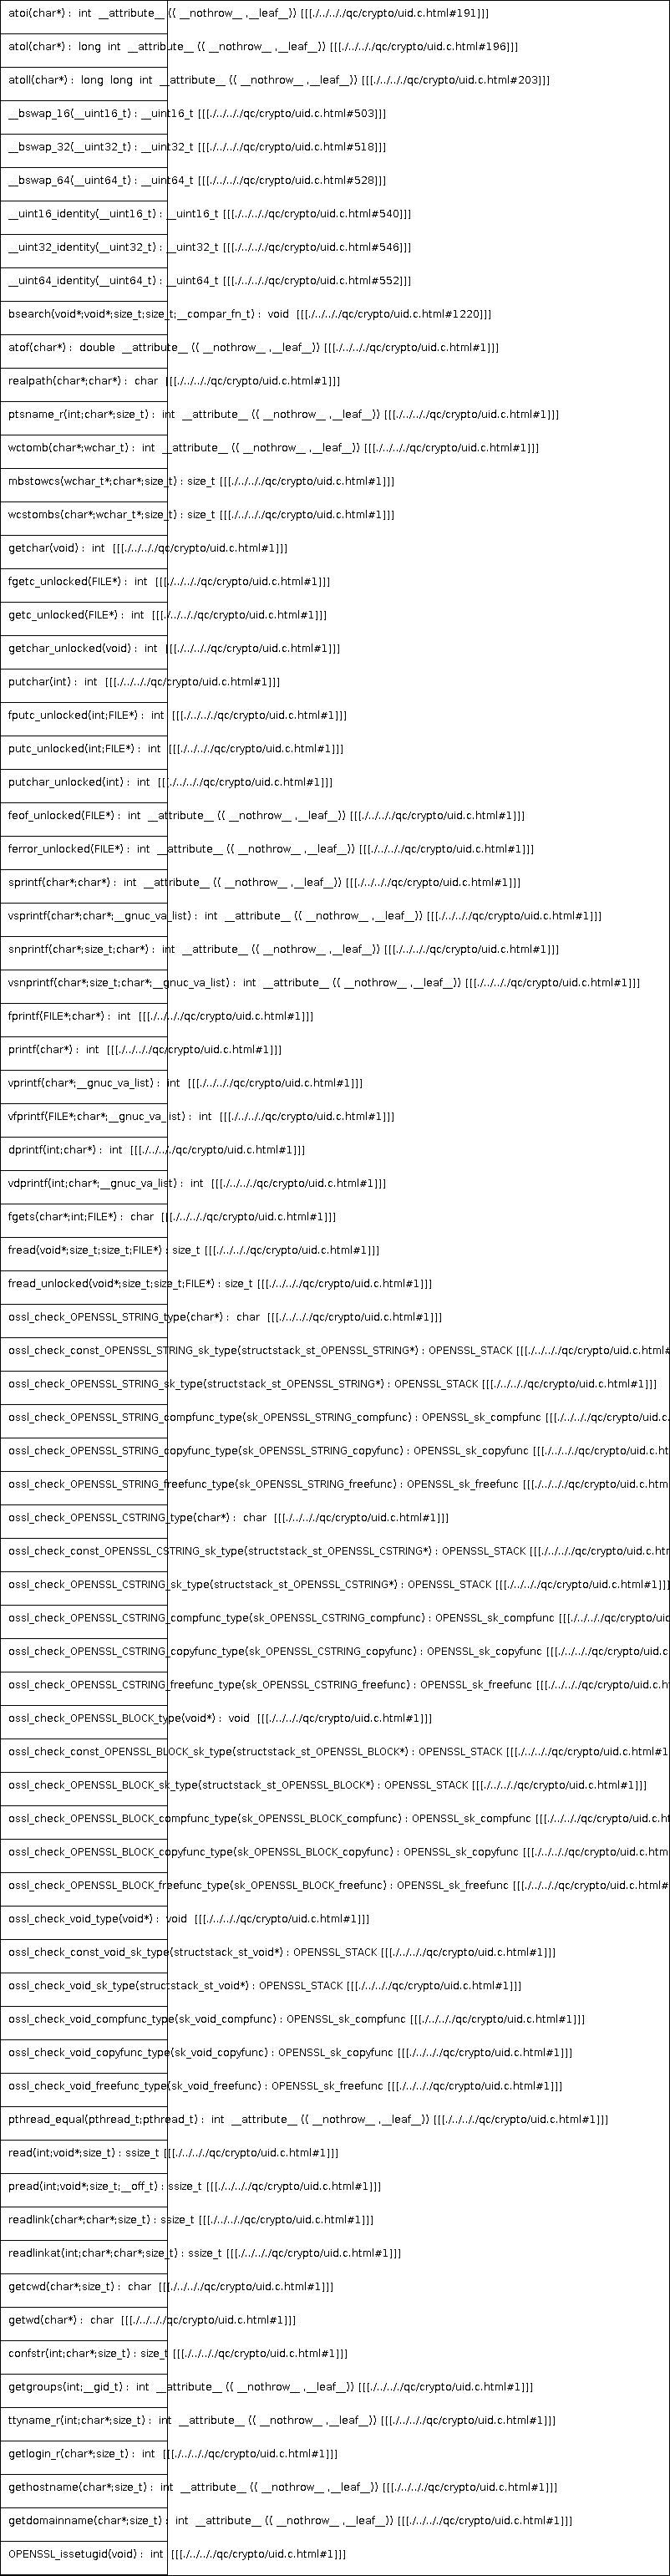 atoi(char*) : int __attribute__ (( __nothrow__ ,__leaf__)) [[[./../../qc/crypto/uid.c.html#191]]]
atol(char*) : long int __attribute__ (( __nothrow__ ,__leaf__)) [[[./../../qc/crypto/uid.c.html#196]]]
atoll(char*) : long long int __attribute__ (( __nothrow__ ,__leaf__)) [[[./../../qc/crypto/uid.c.html#203]]]
__bswap_16(__uint16_t) : __uint16_t [[[./../.././qc/crypto/uid.c.html#503]]]
__bswap_32(__uint32_t) : __uint32_t [[[./../.././qc/crypto/uid.c.html#518]]]
__bswap_64(__uint64_t) : __uint64_t [[[./../.././qc/crypto/uid.c.html#528]]]
__uint16_identity(__uint16_t) : __uint16_t [[[./../.././qc/crypto/uid.c.html#540]]]
__uint32_identity(__uint32_t) : __uint32_t [[[./../.././qc/crypto/uid.c.html#546]]]
__uint64_identity(__uint64_t) : __uint64_t [[[./../.././qc/crypto/uid.c.html#552]]]
bsearch(void*;void*;size_t;size_t;__compar_fn_t) : void [[[./../.././qc/crypto/uid.c.html#1220]]]
atof(char*) : double __attribute__ (( __nothrow__ ,__leaf__)) [[[./../.././qc/crypto/uid.c.html#1]]]
realpath(char*;char*) : char [[[./../.././qc/crypto/uid.c.html#1]]]
ptsname_r(int;char*;size_t) : int __attribute__ (( __nothrow__ ,__leaf__)) [[[./../.././qc/crypto/uid.c.html#1]]]
wctomb(char*;wchar_t) : int __attribute__ (( __nothrow__ ,__leaf__)) [[[./../.././qc/crypto/uid.c.html#1]]]
mbstowcs(wchar_t*;char*;size_t) : size_t [[[./../.././qc/crypto/uid.c.html#1]]]
wcstombs(char*;wchar_t*;size_t) : size_t [[[./../.././qc/crypto/uid.c.html#1]]]
getchar(void) : int [[[./../.././qc/crypto/uid.c.html#1]]]
fgetc_unlocked(FILE*) : int [[[./../.././qc/crypto/uid.c.html#1]]]
getc_unlocked(FILE*) : int [[[./../.././qc/crypto/uid.c.html#1]]]
getchar_unlocked(void) : int [[[./../.././qc/crypto/uid.c.html#1]]]
putchar(int) : int [[[./../.././qc/crypto/uid.c.html#1]]]
fputc_unlocked(int;FILE*) : int [[[./../.././qc/crypto/uid.c.html#1]]]
putc_unlocked(int;FILE*) : int [[[./../.././qc/crypto/uid.c.html#1]]]
putchar_unlocked(int) : int [[[./../.././qc/crypto/uid.c.html#1]]]
feof_unlocked(FILE*) : int __attribute__ (( __nothrow__ ,__leaf__)) [[[./../.././qc/crypto/uid.c.html#1]]]
ferror_unlocked(FILE*) : int __attribute__ (( __nothrow__ ,__leaf__)) [[[./../.././qc/crypto/uid.c.html#1]]]
sprintf(char*;char*) : int __attribute__ (( __nothrow__ ,__leaf__)) [[[./../.././qc/crypto/uid.c.html#1]]]
vsprintf(char*;char*;__gnuc_va_list) : int __attribute__ (( __nothrow__ ,__leaf__)) [[[./../.././qc/crypto/uid.c.html#1]]]
snprintf(char*;size_t;char*) : int __attribute__ (( __nothrow__ ,__leaf__)) [[[./../.././qc/crypto/uid.c.html#1]]]
vsnprintf(char*;size_t;char*;__gnuc_va_list) : int __attribute__ (( __nothrow__ ,__leaf__)) [[[./../.././qc/crypto/uid.c.html#1]]]
fprintf(FILE*;char*) : int [[[./../.././qc/crypto/uid.c.html#1]]]
printf(char*) : int [[[./../.././qc/crypto/uid.c.html#1]]]
vprintf(char*;__gnuc_va_list) : int [[[./../.././qc/crypto/uid.c.html#1]]]
vfprintf(FILE*;char*;__gnuc_va_list) : int [[[./../.././qc/crypto/uid.c.html#1]]]
dprintf(int;char*) : int [[[./../.././qc/crypto/uid.c.html#1]]]
vdprintf(int;char*;__gnuc_va_list) : int [[[./../.././qc/crypto/uid.c.html#1]]]
fgets(char*;int;FILE*) : char [[[./../.././qc/crypto/uid.c.html#1]]]
fread(void*;size_t;size_t;FILE*) : size_t [[[./../.././qc/crypto/uid.c.html#1]]]
fread_unlocked(void*;size_t;size_t;FILE*) : size_t [[[./../.././qc/crypto/uid.c.html#1]]]
ossl_check_OPENSSL_STRING_type(char*) : char [[[./../.././qc/crypto/uid.c.html#1]]]
ossl_check_const_OPENSSL_STRING_sk_type(structstack_st_OPENSSL_STRING*) : OPENSSL_STACK [[[./../.././qc/crypto/uid.c.html#
ossl_check_OPENSSL_STRING_sk_type(structstack_st_OPENSSL_STRING*) : OPENSSL_STACK [[[./../.././qc/crypto/uid.c.html#1]]]
ossl_check_OPENSSL_STRING_compfunc_type(sk_OPENSSL_STRING_compfunc) : OPENSSL_sk_compfunc [[[./../.././qc/crypto/uid.c.
ossl_check_OPENSSL_STRING_copyfunc_type(sk_OPENSSL_STRING_copyfunc) : OPENSSL_sk_copyfunc [[[./../.././qc/crypto/uid.c.ht
ossl_check_OPENSSL_STRING_freefunc_type(sk_OPENSSL_STRING_freefunc) : OPENSSL_sk_freefunc [[[./../.././qc/crypto/uid.c.htm
ossl_check_OPENSSL_CSTRING_type(char*) : char [[[./../.././qc/crypto/uid.c.html#1]]]
ossl_check_const_OPENSSL_CSTRING_sk_type(structstack_st_OPENSSL_CSTRING*) : OPENSSL_STACK [[[./../.././qc/crypto/uid.c.htm
ossl_check_OPENSSL_CSTRING_sk_type(structstack_st_OPENSSL_CSTRING*) : OPENSSL_STACK [[[./../.././qc/crypto/uid.c.html#1]]]
ossl_check_OPENSSL_CSTRING_compfunc_type(sk_OPENSSL_CSTRING_compfunc) : OPENSSL_sk_compfunc [[[./../.././qc/crypto/uid
ossl_check_OPENSSL_CSTRING_copyfunc_type(sk_OPENSSL_CSTRING_copyfunc) : OPENSSL_sk_copyfunc [[[./../.././qc/crypto/uid.c
ossl_check_OPENSSL_CSTRING_freefunc_type(sk_OPENSSL_CSTRING_freefunc) : OPENSSL_sk_freefunc [[[./../.././qc/crypto/uid.c.h
ossl_check_OPENSSL_BLOCK_type(void*) : void [[[./../.././qc/crypto/uid.c.html#1]]]
ossl_check_const_OPENSSL_BLOCK_sk_type(structstack_st_OPENSSL_BLOCK*) : OPENSSL_STACK [[[./../.././qc/crypto/uid.c.html#1
ossl_check_OPENSSL_BLOCK_sk_type(structstack_st_OPENSSL_BLOCK*) : OPENSSL_STACK [[[./../.././qc/crypto/uid.c.html#1]]]
ossl_check_OPENSSL_BLOCK_compfunc_type(sk_OPENSSL_BLOCK_compfunc) : OPENSSL_sk_compfunc [[[./../.././qc/crypto/uid.c.h
ossl_check_OPENSSL_BLOCK_copyfunc_type(sk_OPENSSL_BLOCK_copyfunc) : OPENSSL_sk_copyfunc [[[./../.././qc/crypto/uid.c.htm
ossl_check_OPENSSL_BLOCK_freefunc_type(sk_OPENSSL_BLOCK_freefunc) : OPENSSL_sk_freefunc [[[./../.././qc/crypto/uid.c.html#
ossl_check_void_type(void*) : void [[[./../.././qc/crypto/uid.c.html#1]]]
ossl_check_const_void_sk_type(structstack_st_void*) : OPENSSL_STACK [[[./../.././qc/crypto/uid.c.html#1]]]
ossl_check_void_sk_type(structstack_st_void*) : OPENSSL_STACK [[[./../.././qc/crypto/uid.c.html#1]]]
ossl_check_void_compfunc_type(sk_void_compfunc) : OPENSSL_sk_compfunc [[[./../.././qc/crypto/uid.c.html#1]]]
ossl_check_void_copyfunc_type(sk_void_copyfunc) : OPENSSL_sk_copyfunc [[[./../.././qc/crypto/uid.c.html#1]]]
ossl_check_void_freefunc_type(sk_void_freefunc) : OPENSSL_sk_freefunc [[[./../.././qc/crypto/uid.c.html#1]]]
pthread_equal(pthread_t;pthread_t) : int __attribute__ (( __nothrow__ ,__leaf__)) [[[./../.././qc/crypto/uid.c.html#1]]]
read(int;void*;size_t) : ssize_t [[[./../.././qc/crypto/uid.c.html#1]]]
pread(int;void*;size_t;__off_t) : ssize_t [[[./../.././qc/crypto/uid.c.html#1]]]
readlink(char*;char*;size_t) : ssize_t [[[./../.././qc/crypto/uid.c.html#1]]]
readlinkat(int;char*;char*;size_t) : ssize_t [[[./../.././qc/crypto/uid.c.html#1]]]
getcwd(char*;size_t) : char [[[./../.././qc/crypto/uid.c.html#1]]]
getwd(char*) : char [[[./../.././qc/crypto/uid.c.html#1]]]
confstr(int;char*;size_t) : size_t [[[./../.././qc/crypto/uid.c.html#1]]]
getgroups(int;__gid_t) : int __attribute__ (( __nothrow__ ,__leaf__)) [[[./../.././qc/crypto/uid.c.html#1]]]
ttyname_r(int;char*;size_t) : int __attribute__ (( __nothrow__ ,__leaf__)) [[[./../.././qc/crypto/uid.c.html#1]]]
getlogin_r(char*;size_t) : int [[[./../.././qc/crypto/uid.c.html#1]]]
gethostname(char*;size_t) : int __attribute__ (( __nothrow__ ,__leaf__)) [[[./../.././qc/crypto/uid.c.html#1]]]
getdomainname(char*;size_t) : int __attribute__ (( __nothrow__ ,__leaf__)) [[[./../.././qc/crypto/uid.c.html#1]]]
OPENSSL_issetugid(void) : int [[[./../.././qc/crypto/uid.c.html#1]]]